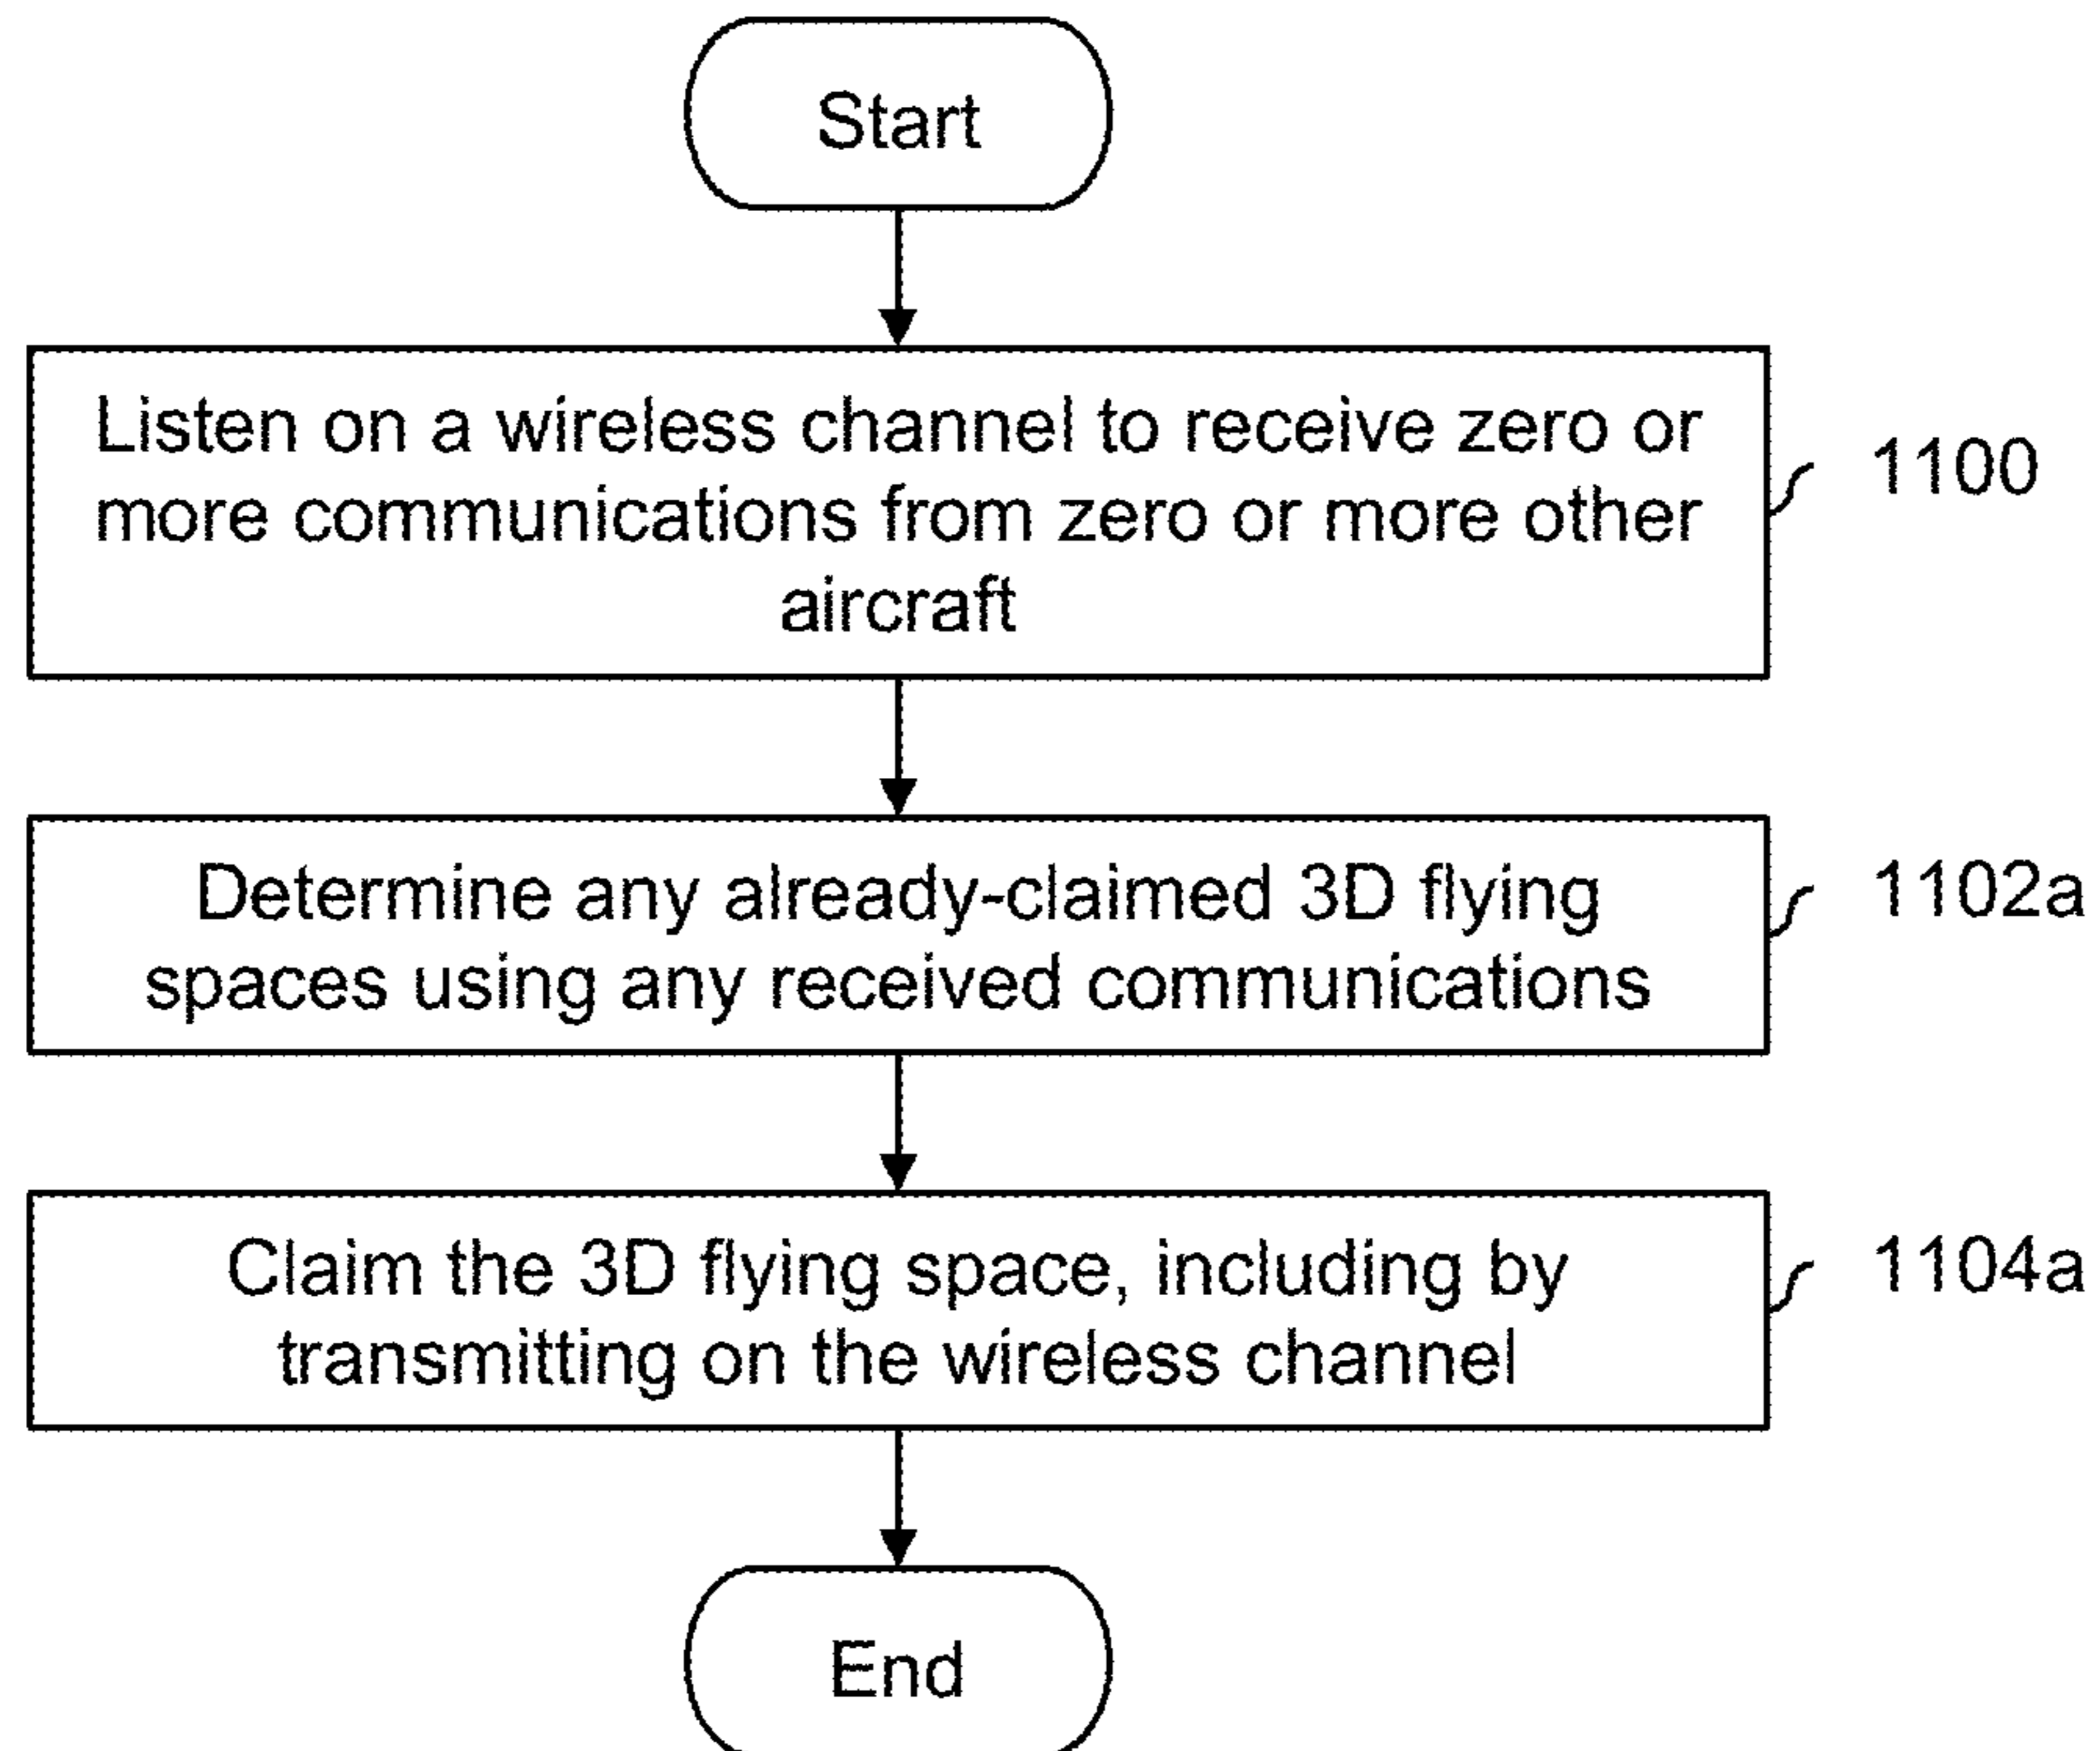 Start
Listen on a wireless channel to receive zero or
more communications from zero or more other
aircraft
1100
Determine any already-claimed 3D flying
spaces using any received communications
1102a
Claim the 3D flying space, including by
transmitting on the wireless channel
1104a
End